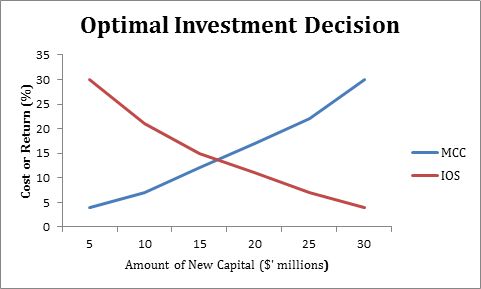 Optimal Investment Decision
Cost or Return (%)
35
30
25
20
15
10
5
0
5 10 15 20 25 30
Amount of New Capital ($' millions)
MCC
IOS